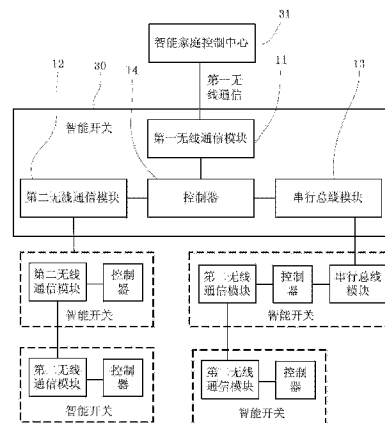 31
智能家庭控制中心
12
30
14
第一无线通信
11
13
智能开关
第一无线通信模块
第二无线通信模块
控制器
串行总线模块
第二无线通信模块
控制器
智能开关
第二无线通信模块
控制器
串行总线模块
智能开关
第二无线通信模块
控制器
智能开关
第二无线通信模块
控制器
智能开关